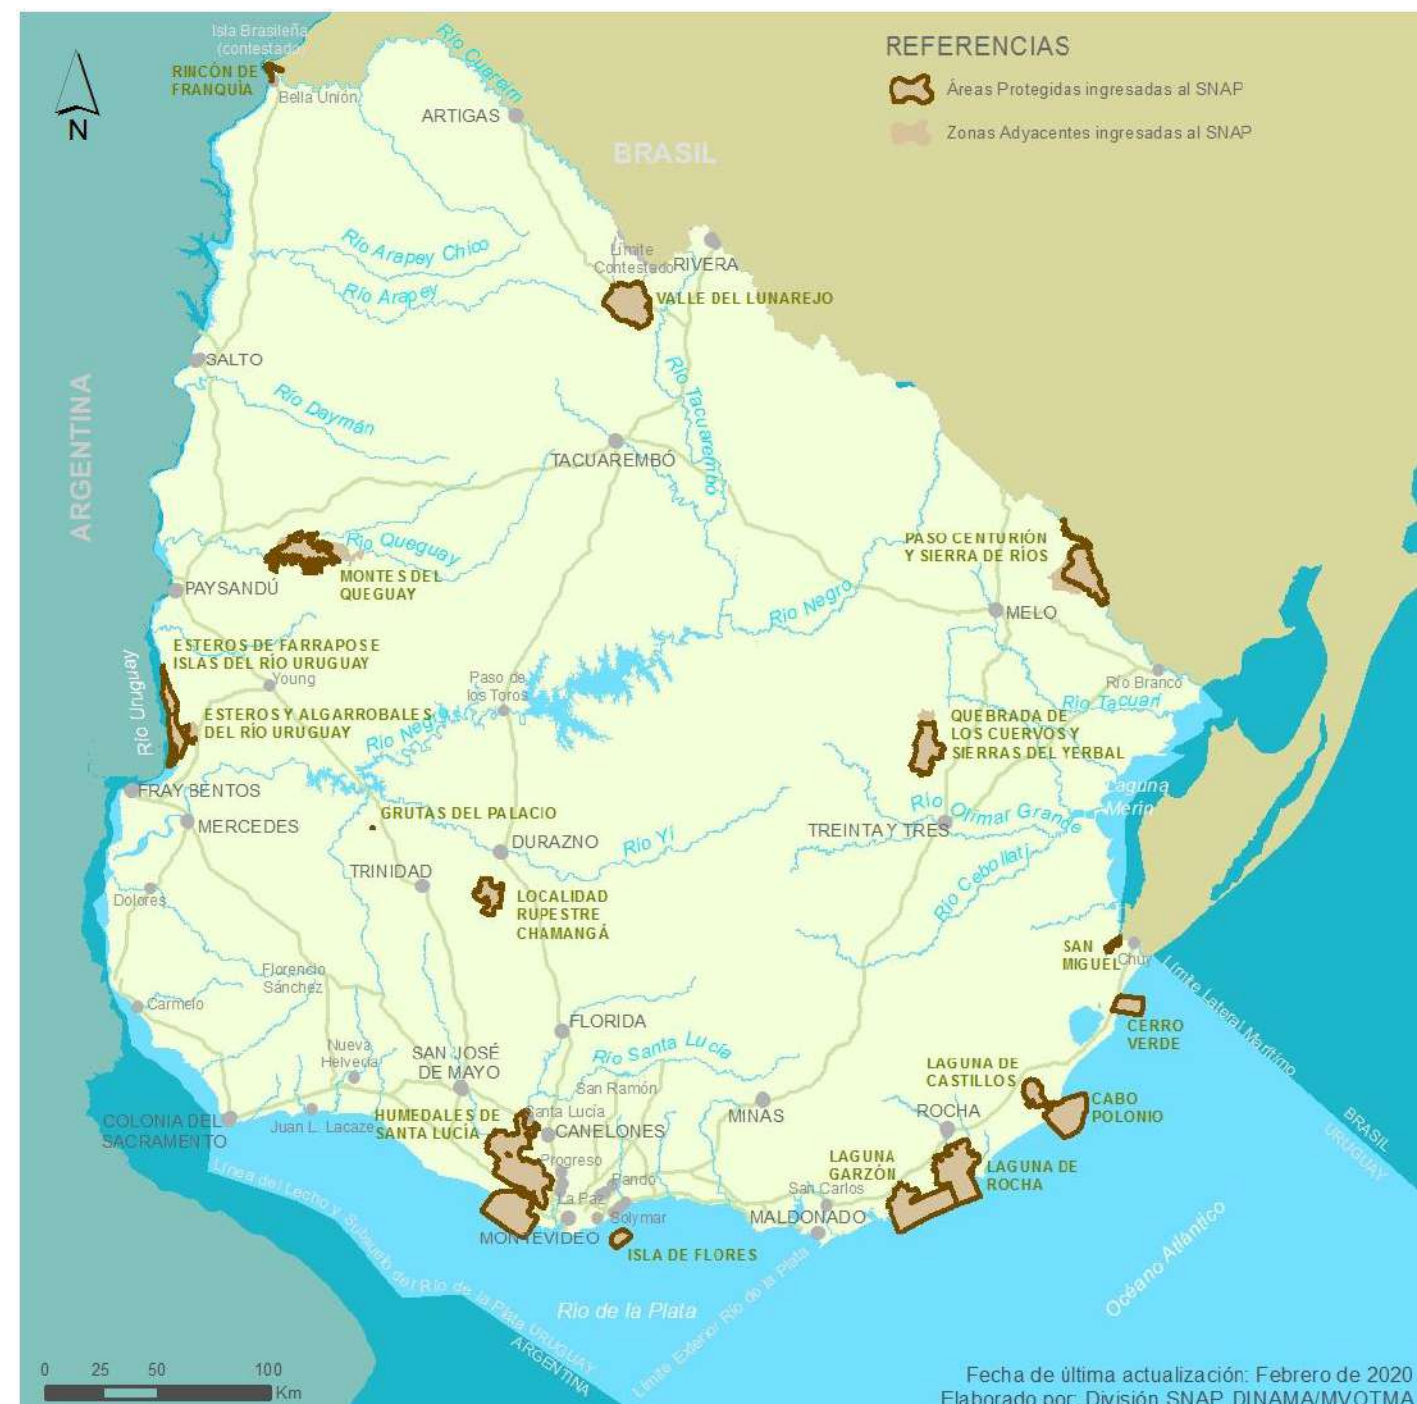 Isla Brasileña
(contestado)
RINCÓN DE
FRANQUÍA
Bella Unión
Río Cuareim
ARTIGAS
REFERENCIAS
Áreas Protegidas ingresadas al SNAP
Zonas Adyacentes ingresadas al SNAP
N
BRASIL
Río Arapey Chico
Río Arapey
Límite
Contestado
RIVERA
VALLE DEL LUNAREJO
SALTO
ARGENTINA
Río Daymán
Río Tacuarembó
TACUAREMBÓ
Río Queguay
MONTES DEL
QUEGUAY
PAYSANDÚ
PASO CENTURIÓN
Y SIERRA DE RÍOS
Río Negro
MELO
ESTEROS DE FARRAPOS E
ISLAS DEL RÍO URUGUAY
Young
Río Uruguay
Paso de
los Toros
Río Branco
Río Tacuarí
ESTEROS Y ALGARROBALES
DEL RÍO URUGUAY
Río Negro
QUEBRADA DE
LOS CUERVOS Y
SIERRAS DEL YERBAL
FRAY BENTOS
MERCEDES
GRUTAS DEL PALACIO
Laguna
Merin
Río Olimar Grande
TREINTA Y TRES
DURAZNO
Río Yí
TRINIDAD
Río Cebollatí
Dolores
LOCALIDAD
RUPESTRE
CHAMANGÁ
SAN
MIGUEL
Chuy
Límite Lateral Marítimo
BRASIL
URUGUAY
Florencio
Sánchez
Carmelo
FLORIDA
CERRO
VERDE
Nueva
Helvecia
SAN JOSÉ
DE MAYO
Río Santa Lucía
LAGUNA DE
CASTILLOS
San Ramón
CABO
POLONIO
COLONIA DEL
SACRAMENTO
Juan L. Lacaze
HUMEDALES DE
SANTA LUCÍA
Santa Lucía
CANELONES
MINAS
ROCHA
Progreso
LAGUNA
GARZÓN
LAGUNA DE
ROCHA
La Paz
Pando
San Carlos
Solymar
MALDONADO
MONTEVIDEO
ISLA DE FLORES
Línea del Lecho y Subsuelo del Río de la Plata
URUGUAY
ARGENTINA
Río de la Plata
Límite Exterior Río de la Plata
Océano Atlántico
0 25 50 100
Km
Fecha de última actualización: Febrero de 2020
Elaborado por: División SNAP, DINAMA/MVOTMA